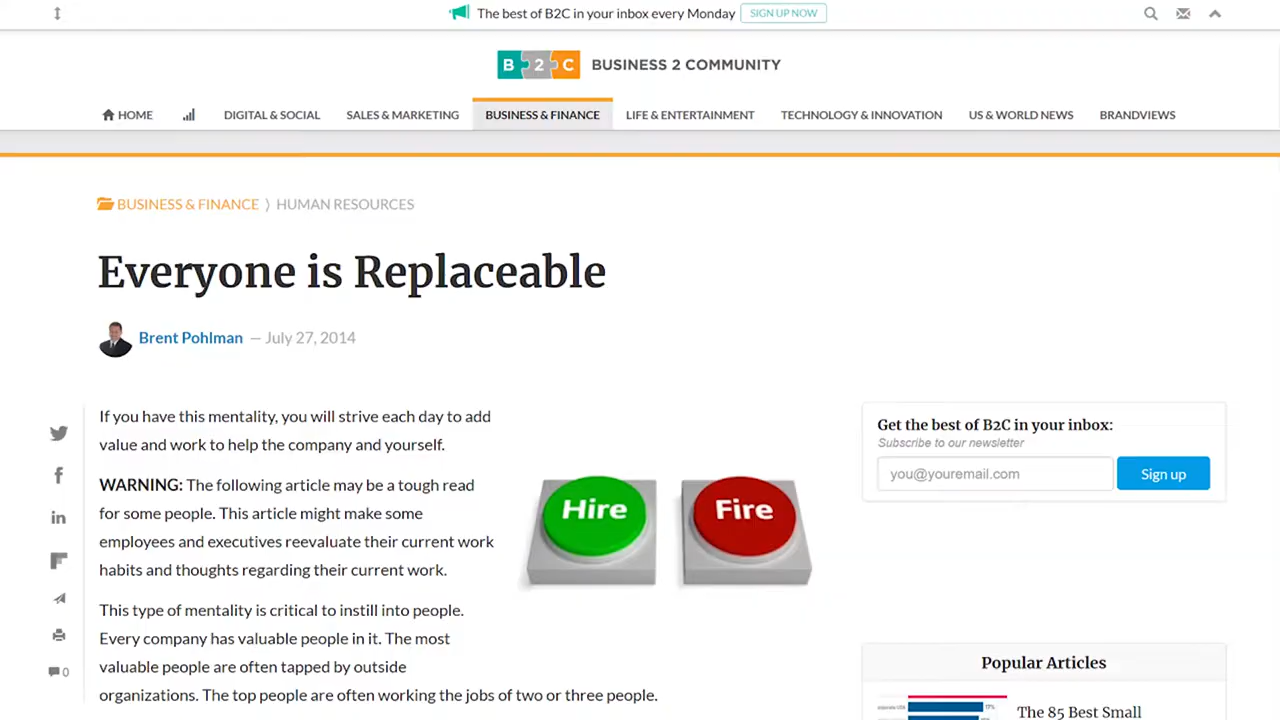 The best of B2C in your inbox every Monday SIGN UP NOW
B 2 C BUSINESS 2 COMMUNITY
HOME DIGITAL & SOCIAL SALES & MARKETING BUSINESS & FINANCE LIFE & ENTERTAINMENT TECHNOLOGY & INNOVATION US & WORLD NEWS BRANDVIEWS
BUSINESS & FINANCE ⟩ HUMAN RESOURCES
Everyone is Replaceable
Brent Pohlman — July 27, 2014
If you have this mentality, you will strive each day to add
value and work to help the company and yourself.
WARNING: The following article may be a tough read
for some people. This article might make some
employees and executives reevaluate their current work
habits and thoughts regarding their current work.
This type of mentality is critical to instill into people.
Every company has valuable people in it. The most
valuable people are often tapped by outside
organizations. The top people are often working the jobs of two or three people.
0
Hire Fire
Get the best of B2C in your inbox:
Subscribe to our newsletter
you@youremail.com Sign up
Popular Articles
The 85 Best Small